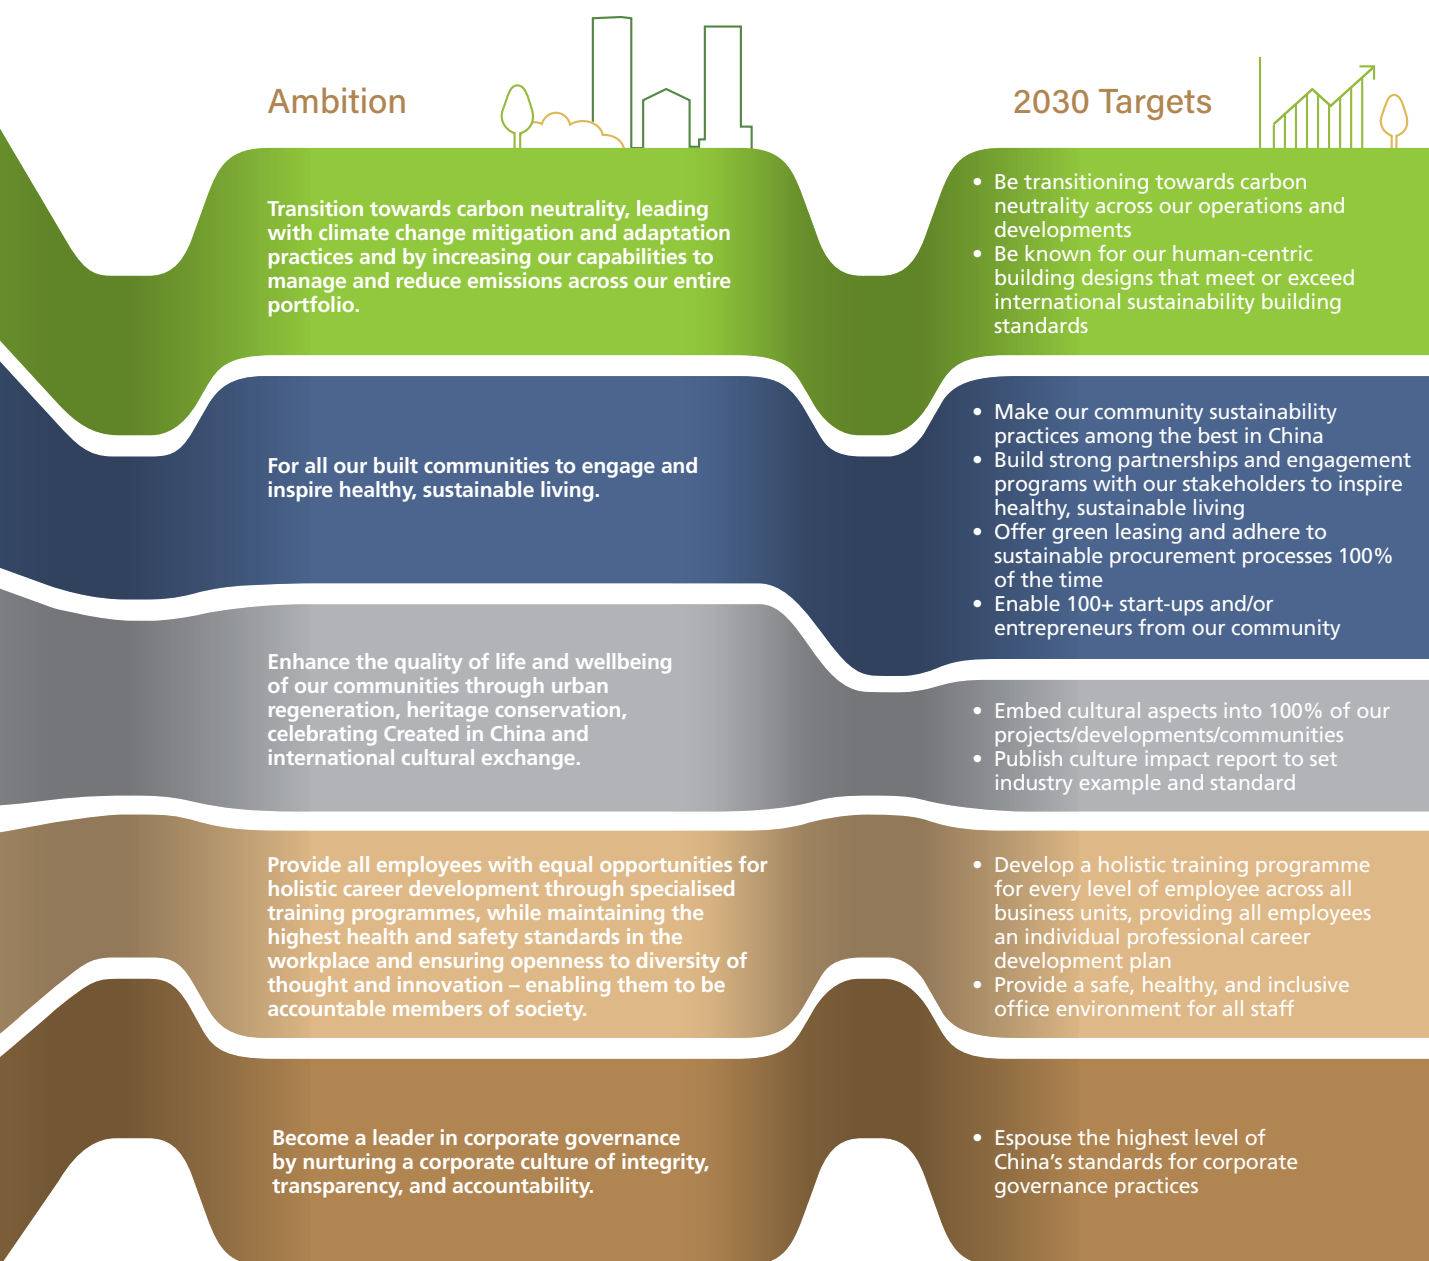 Ambition
2030 Targets
Transition towards carbon neutrality, leading
with climate change mitigation and adaptation
practices and by increasing our capabilities to
manage and reduce emissions across our entire
portfolio.
• Be transitioning towards carbon
neutrality across our operations and
developments
• Be known for our human-centric
building designs that meet or exceed
international sustainability building
standards
For all our built communities to engage and
inspire healthy, sustainable living.
• Make our community sustainability
practices among the best in China
• Build strong partnerships and engagement
programs with our stakeholders to inspire
healthy, sustainable living
• Offer green leasing and adhere to
sustainable procurement processes 100%
of the time
• Enable 100+ start-ups and/or
entrepreneurs from our community
Enhance the quality of life and wellbeing
of our communities through urban
regeneration, heritage conservation,
celebrating Created in China and
international cultural exchange.
• Embed cultural aspects into 100% of our
projects/developments/communities
• Publish culture impact report to set
industry example and standard
Provide all employees with equal opportunities for
holistic career development through specialised
training programmes, while maintaining the
highest health and safety standards in the
workplace and ensuring openness to diversity of
thought and innovation – enabling them to be
accountable members of society.
• Develop a holistic training programme
for every level of employee across all
business units, providing all employees
an individual professional career
development plan
• Provide a safe, healthy, and inclusive
office environment for all staff
Become a leader in corporate governance
by nurturing a corporate culture of integrity,
transparency, and accountability.
• Espouse the highest level of
China’s standards for corporate
governance practices